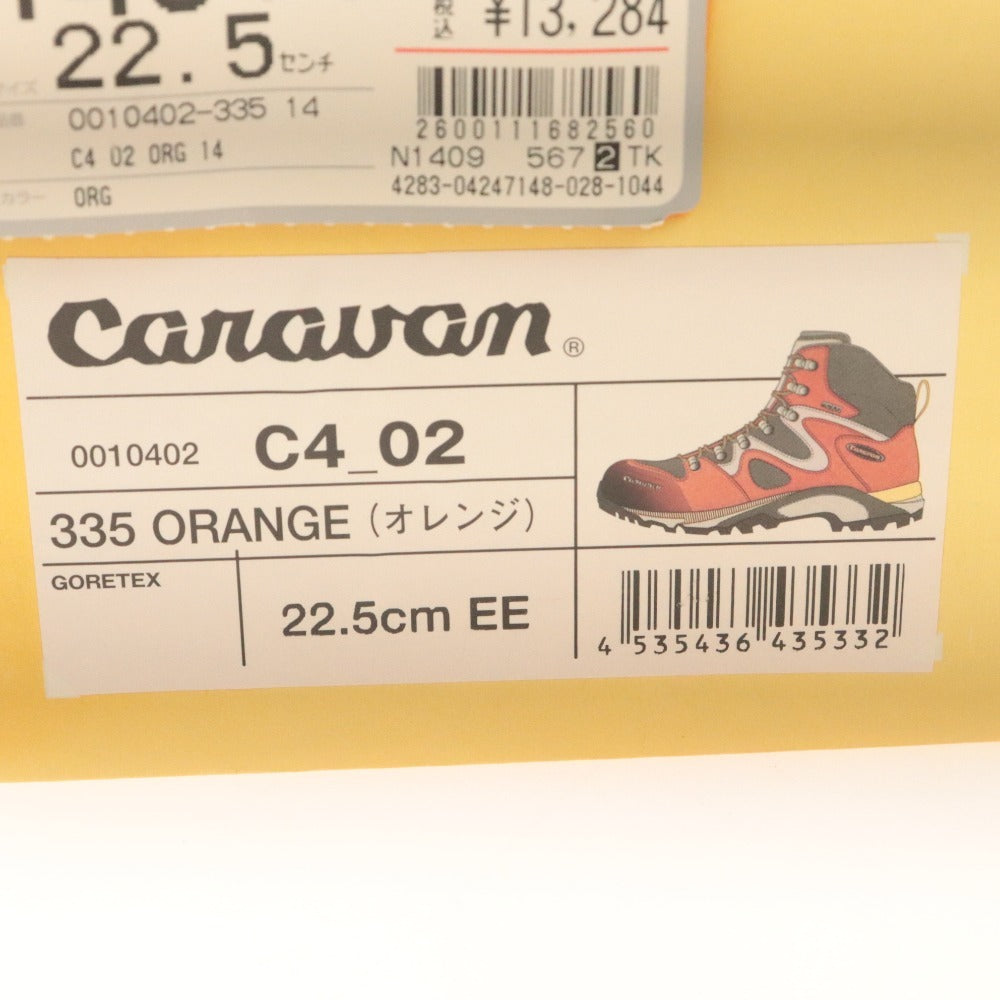 税込 ¥13,284
22.5センチ
0010402-335 14
2600111682560
C4 02 ORG 14
N1409 567 2 TK
カラー ORG
4283-04247148-028-1044
Caravan®
0010402 C4_02
335 ORANGE (オレンジ)
Caravan
GORETEX
22.5cm EE
4 535436 435332